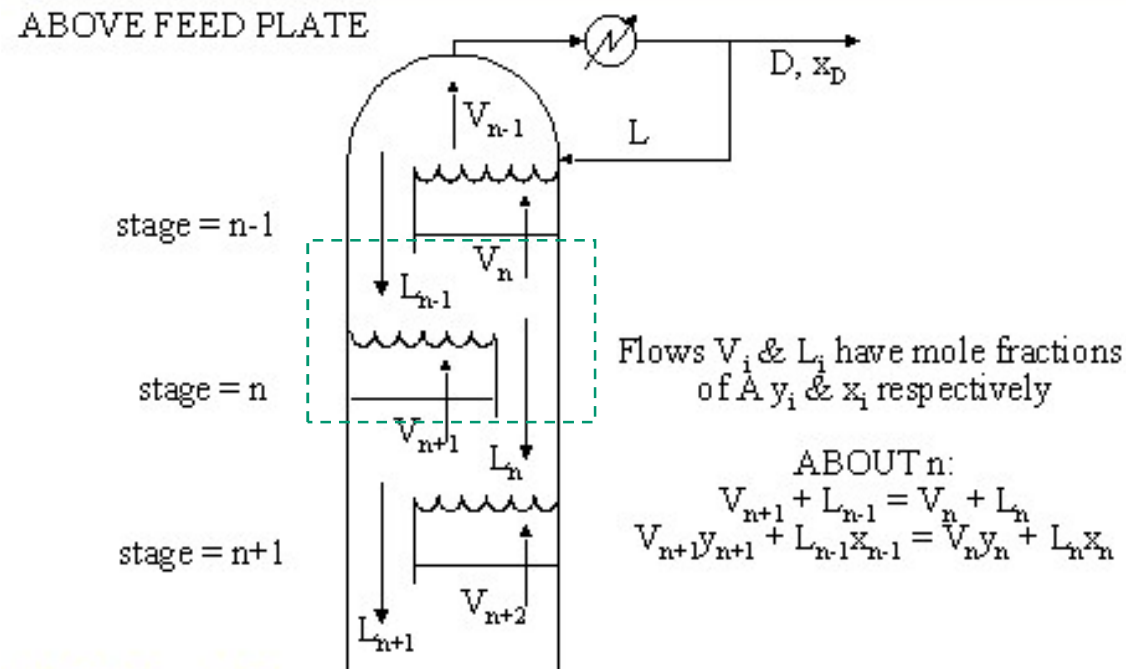 ABOVE FEED PLATE
D, x_D
V_{n-1}
L
stage = n-1
V_n
L_{n-1}
Flows V_i & L_i have mole fractions
of A y_i & x_i respectively
stage = n
V_{n+1}
L_n
ABOUT n:
V_{n+1} + L_{n-1} = V_n + L_n
V_{n+1}y_{n+1} + L_{n-1}x_{n-1} = V_ny_n + L_nx_n
stage = n+1
V_{n+2}
L_{n+1}